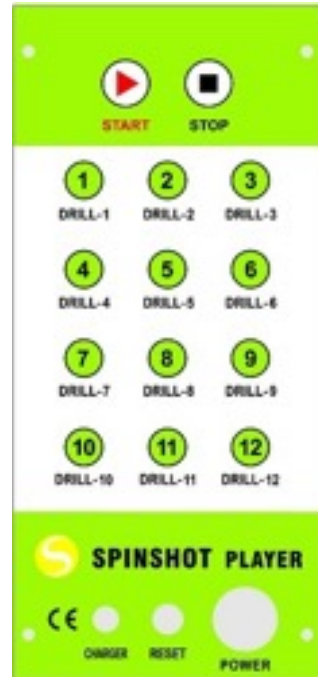 START STOP
1 2 3
DRILL-1 DRILL-2 DRILL-3
4 5 6
DRILL-4 DRILL-5 DRILL-6
7 8 9
DRILL-7 DRILL-8 DRILL-9
10 11 12
DRILL-10 DRILL-11 DRILL-12
S SPINSHOT PLAYER
CE
CHARGER RESET POWER